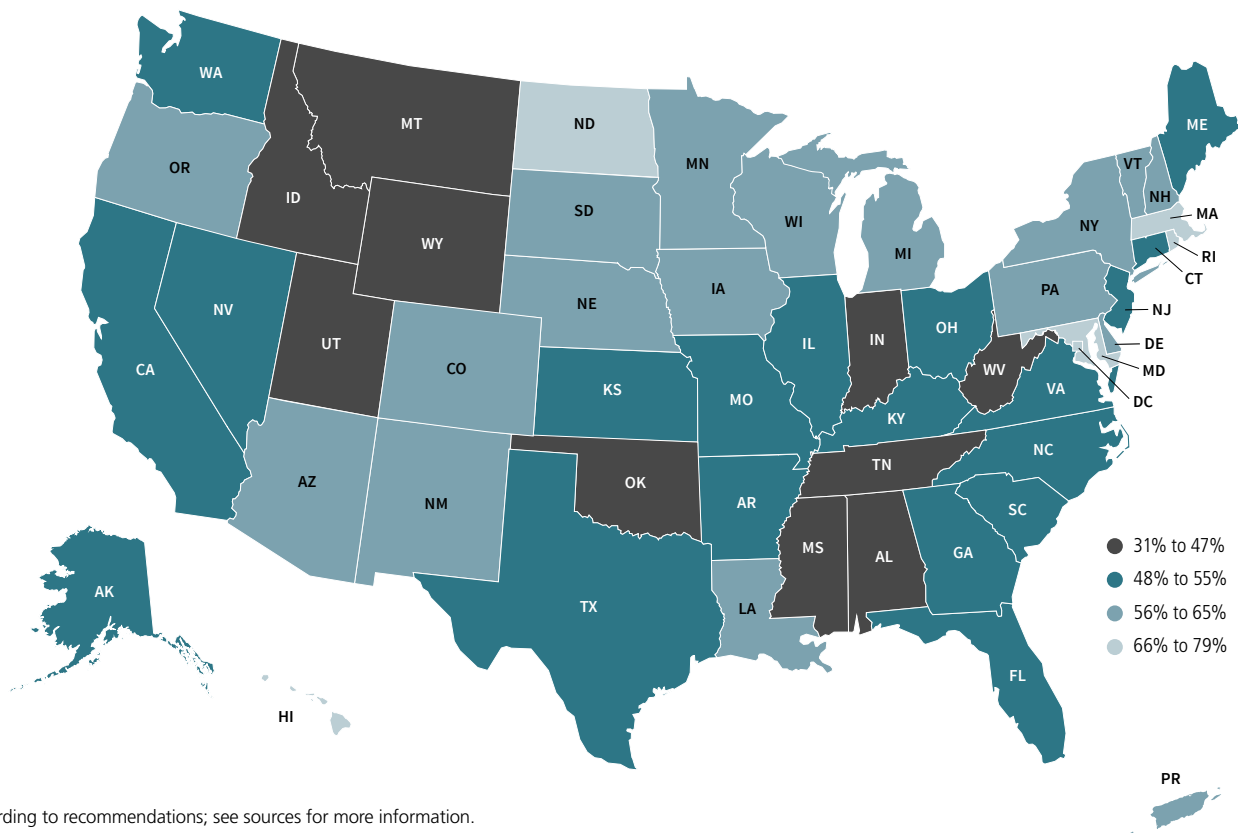 WA
ME
MT
ND
MN
VT
OR
ID
SD
WI
NH
MA
NY
WY
MI
RI
CT
NE
IA
PA
NV
NJ
UT
CO
IL
IN
OH
DE
CA
WV
MD
KS
MO
KY
VA
DC
AZ
NM
OK
AR
TN
NC
SC
MS
AL
GA
31% to 47%
48% to 55%
AK
TX
LA
56% to 65%
66% to 79%
FL
HI
PR
rding to recommendations; see sources for more information.